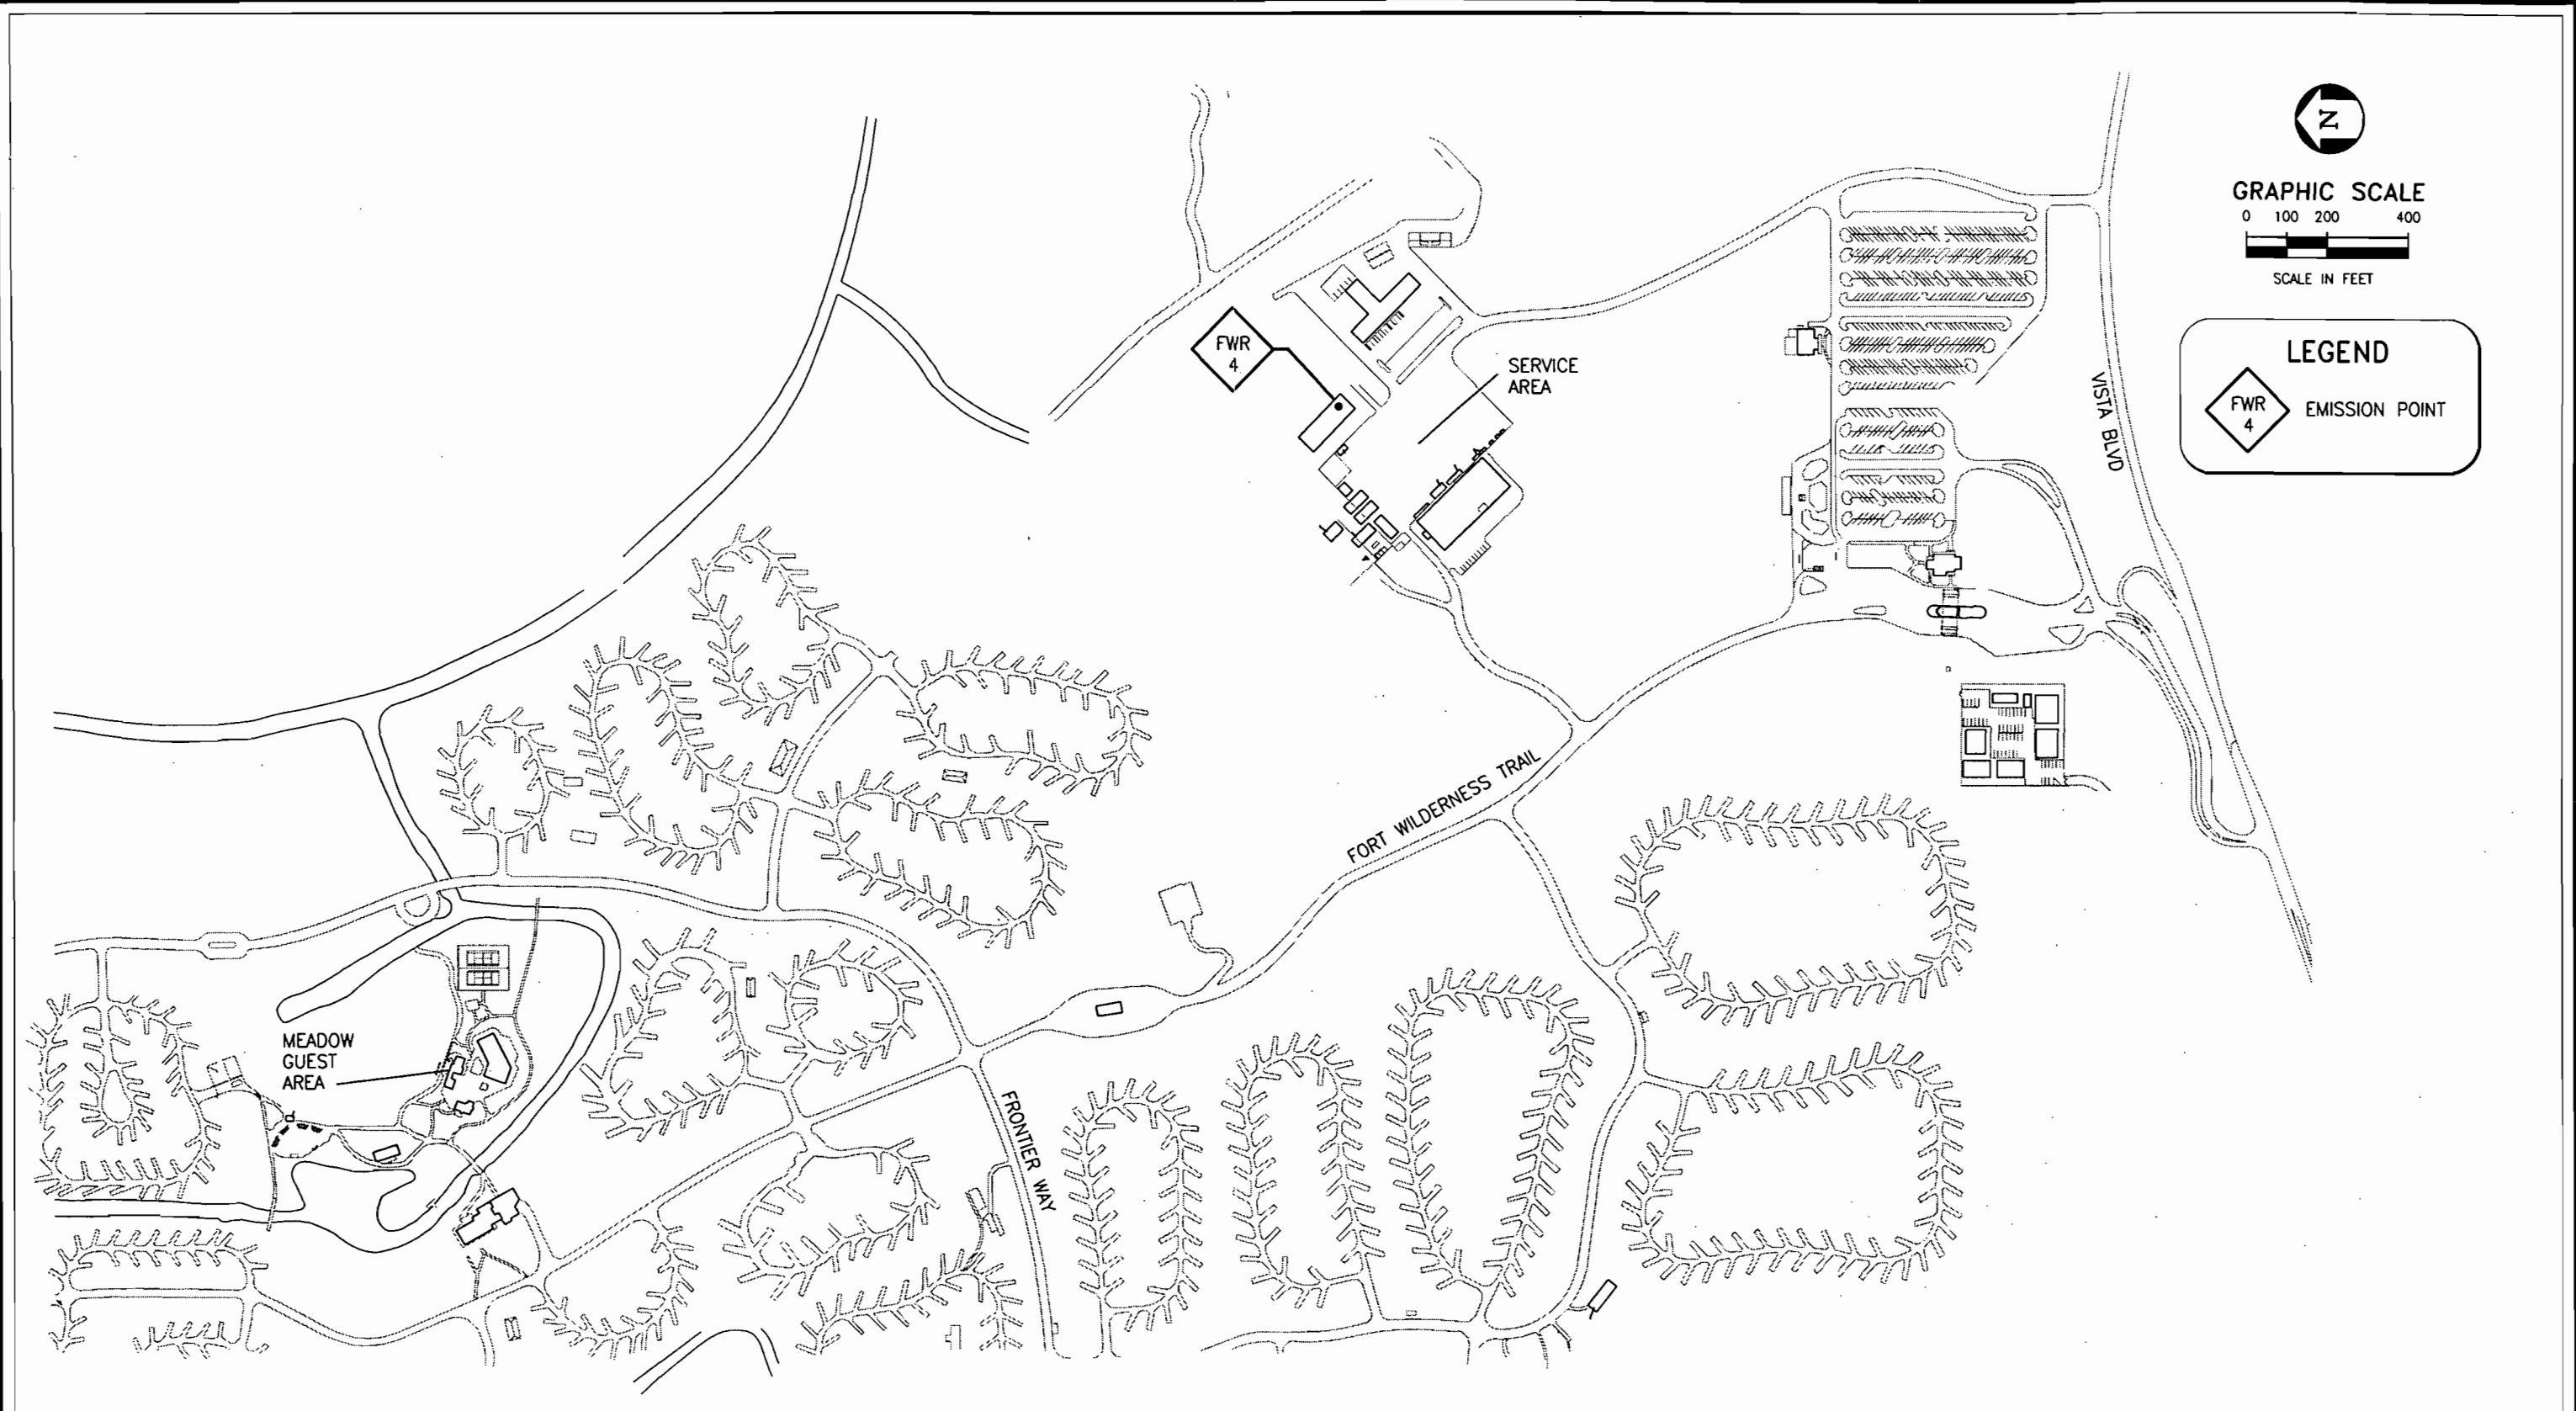 N
GRAPHIC SCALE
0 100 200 400
SCALE IN FEET
LEGEND
FWR
4
EMISSION POINT
FWR
4
SERVICE
AREA
VISTA BLVD
FORT WILDERNESS TRAIL
MEADOW
GUEST
AREA
FRONTIER WAY